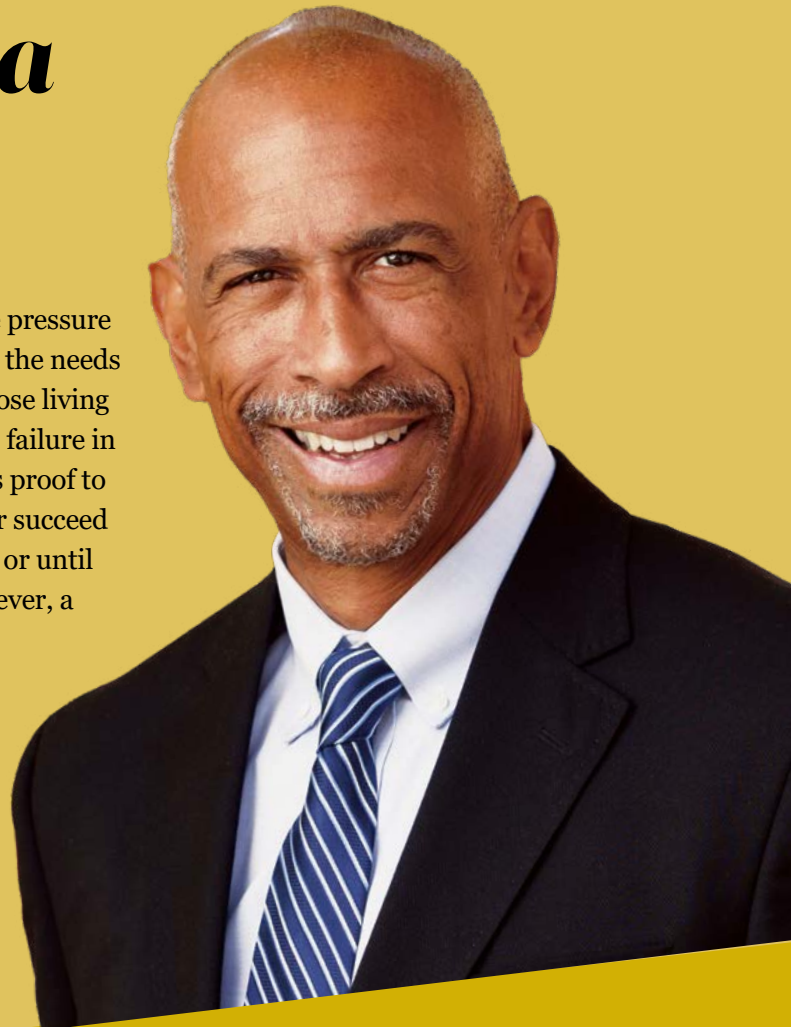 a
pressure
the needs
ose living
failure in
s proof to
r succeed
or until
ever, a